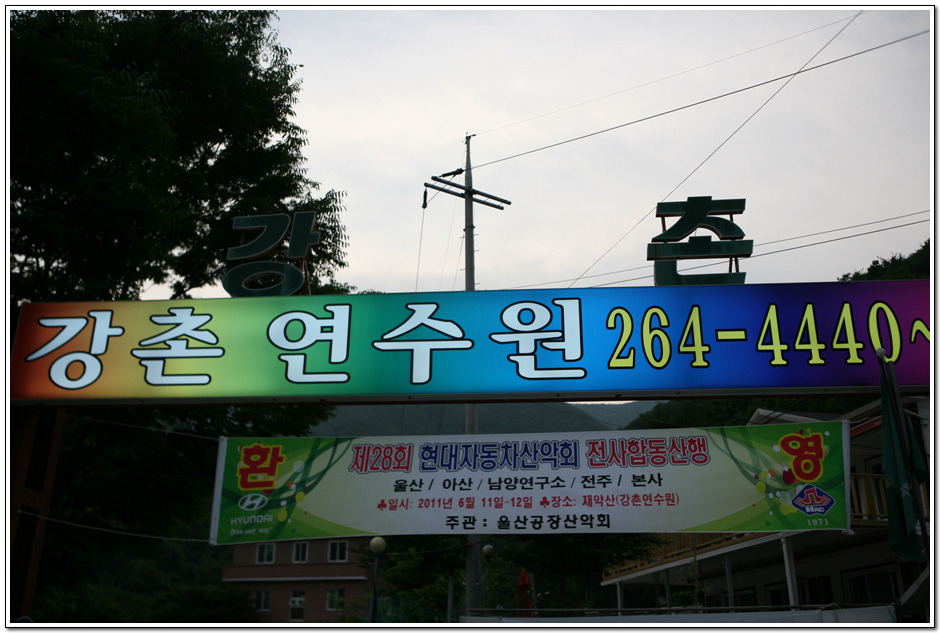 강촌
강촌 연수원 264-4440~
환 영
제28회 현대자동차산악회 전사합동산행
울산 / 아산 / 남양연구소 / 전주 / 본사
♣일시: 2011년 6월 11일-12일 ♣장소: 재약산(강촌연수원)
주관 : 울산공장산악회
HYUNDAI
Drive your way™
HAC
1971